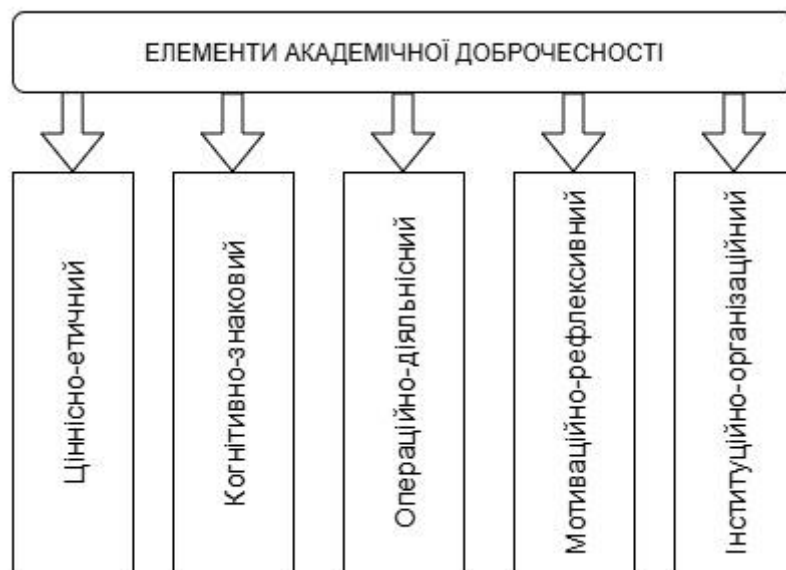 ЕЛЕМЕНТИ АКАДЕМІЧНОЇ ДОБРОЧЕСНОСТІ
Ціннісно-етичний
Когнітивно-знаковий
Операційно-діяльнісний
Мотиваційно-рефлексивний
Інституційно-організаційний